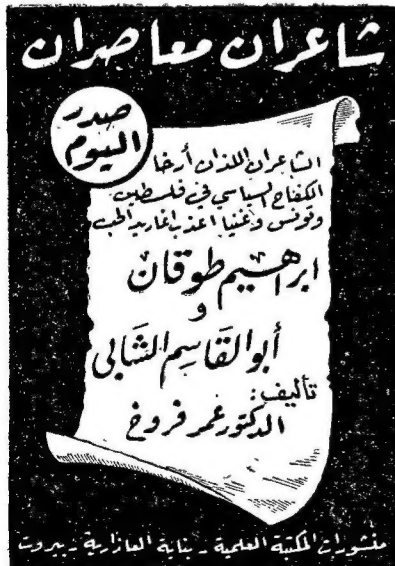 شاعران معاصران
صدر
اليوم
الشاعران اللذان أرخا
الكفاح السياسي في فلسطين
وتونس وغنيا أعذب أغاريد الحب
ابراهيم طوقان
و
أبو القاسم الشابي
تأليف:
الدكتور عمر فروخ
منشورات المكتبة العلمية - بناية العازارية - بيروت